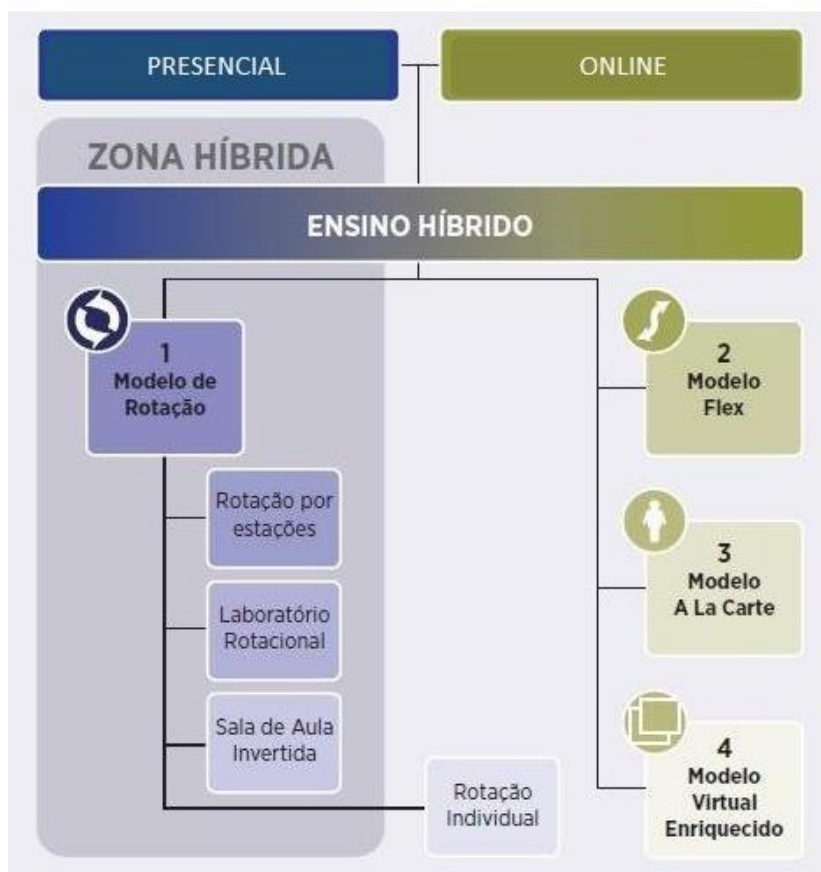 PRESENCIAL
ONLINE
ZONA HÍBRIDA
ENSINO HÍBRIDO
1
Modelo de
Rotação
Rotação por
estações
Laboratório
Rotacional
Sala de Aula
Invertida
Rotação
Individual
2
Modelo
Flex
3
Modelo
A La Carte
4
Modelo
Virtual
Enriquecido